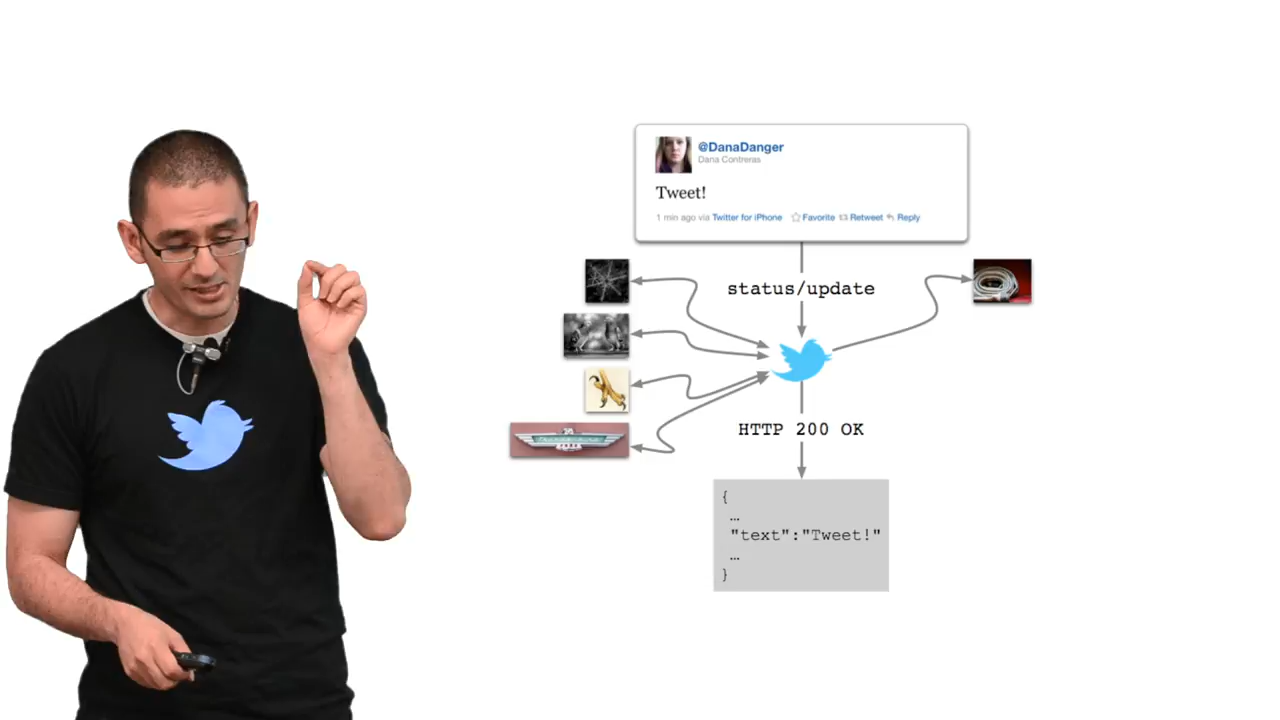 @DanaDanger
Dana Contreras
Tweet!
1 min ago via Twitter for iPhone Favorite Retweet Reply
status/update
HTTP 200 OK
{
…
"text":"Tweet!"
…
}